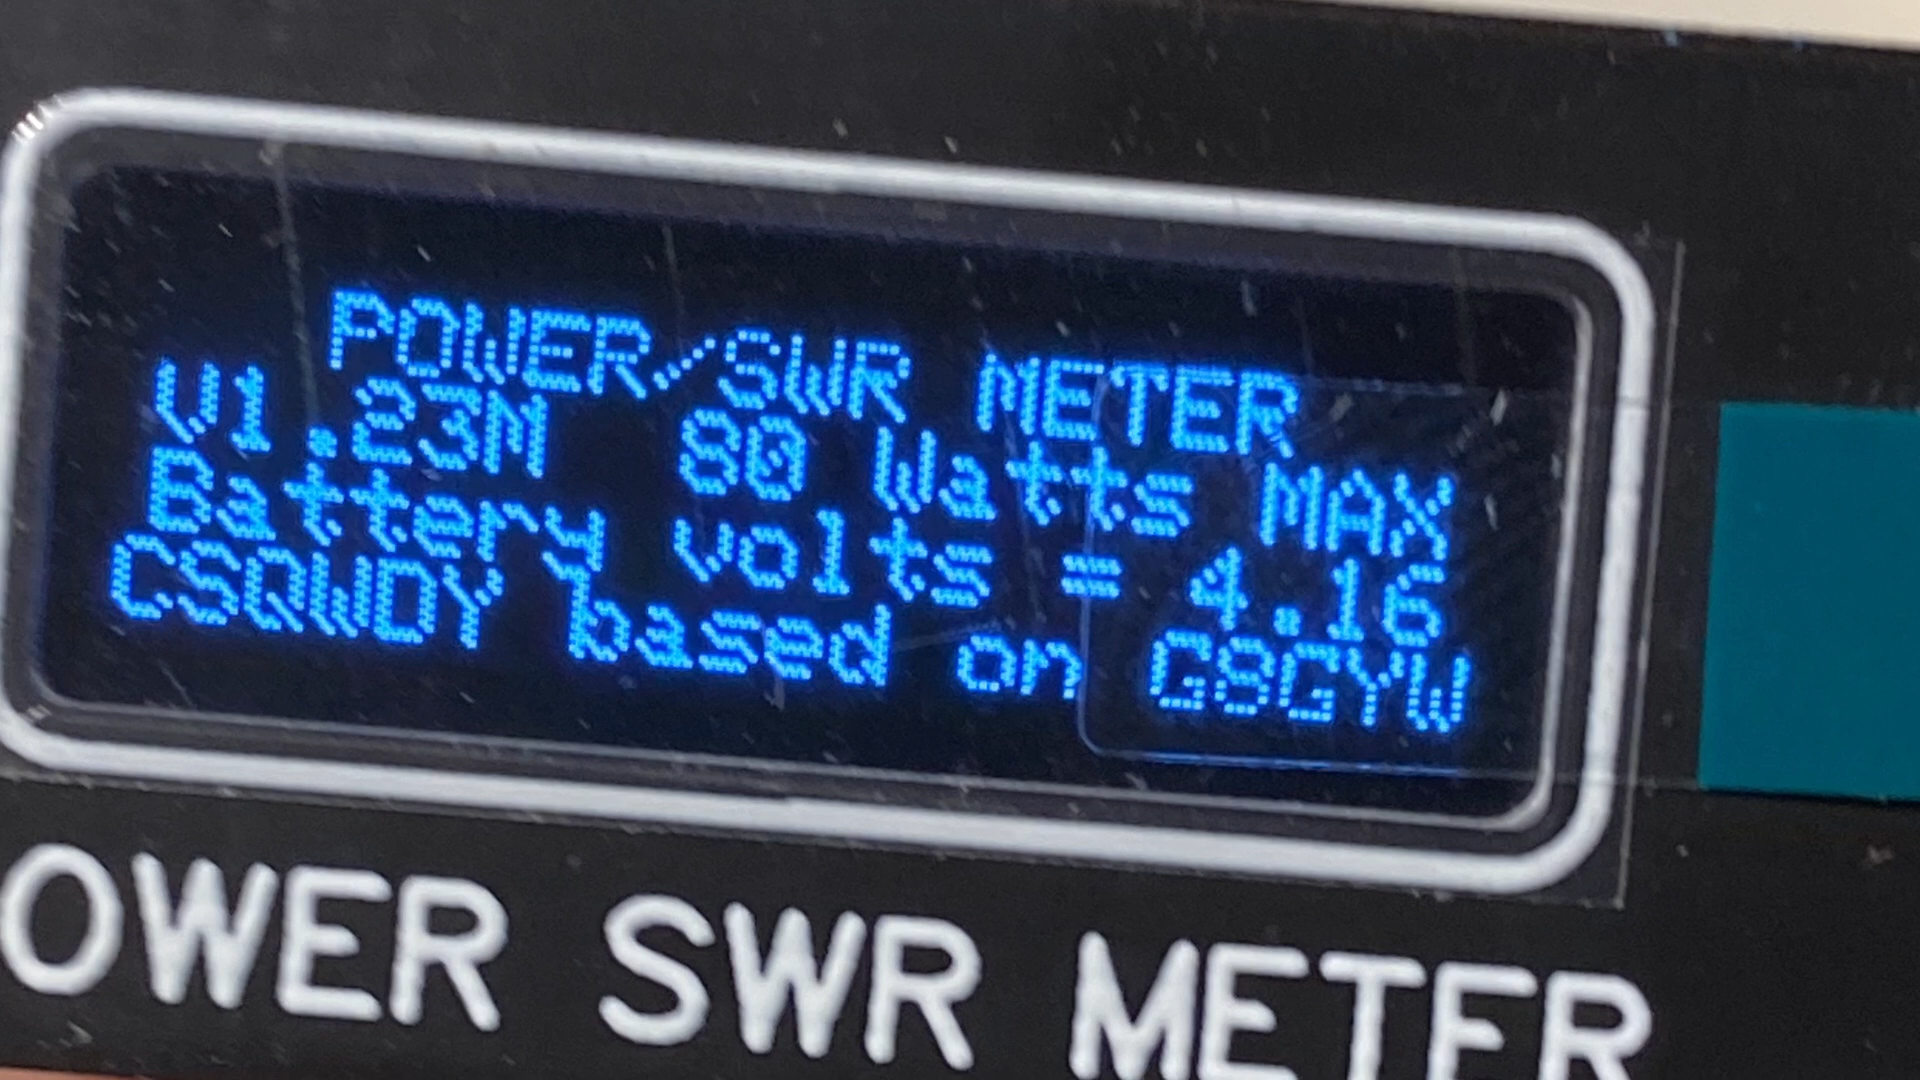 POWER/SWR METER
V1.23M 80 Watts MAX
Battery volts = 4.16
CSQWDY based on G8GYW
OWER SWR METER